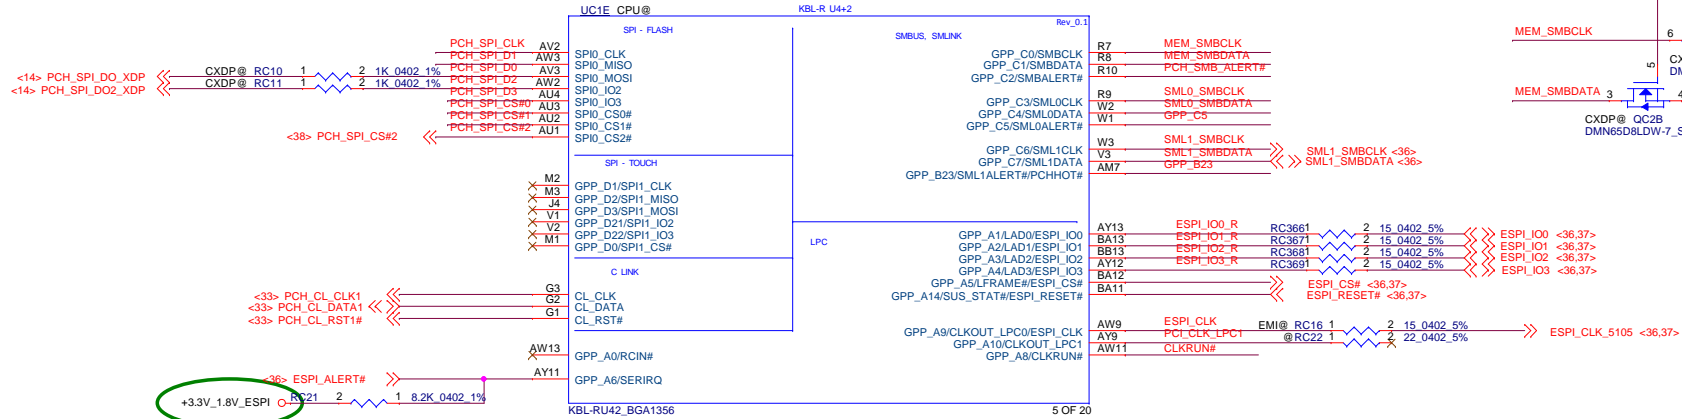 UC1E CPU@ KBL-R U4+2
Rev_0.1
SPI - FLASH
SMBUS, SMLINK
PCH_SPI_CLK AV2 SPI0_CLK
PCH_SPI_D1 AW3 SPI0_MISO
PCH_SPI_D0 AV3 SPI0_MOSI
PCH_SPI_D2 AW2 SPI0_IO2
PCH_SPI_D3 AU4 SPI0_IO3
PCH_SPI_CS#0 AU3 SPI0_CS0#
PCH_SPI_CS#1 AU2 SPI0_CS1#
PCH_SPI_CS#2 AU1 SPI0_CS2#
<14> PCH_SPI_DO_XDP CXDP@ RC10 1 2 1K_0402_1%
<14> PCH_SPI_DO2_XDP CXDP@ RC11 1 2 1K_0402_1%
<38> PCH_SPI_CS#2
GPP_C0/SMBCLK R7 MEM_SMBCLK
GPP_C1/SMBDATA R8 MEM_SMBDATA
GPP_C2/SMBALERT# R10 PCH_SMB_ALERT#
GPP_C3/SML0CLK R9 SML0_SMBCLK
GPP_C4/SML0DATA W2 SML0_SMBDATA
GPP_C5/SML0ALERT# W1 GPP_C5
GPP_C6/SML1CLK W3 SML1_SMBCLK SML1_SMBCLK <36>
GPP_C7/SML1DATA V3 SML1_SMBDATA SML1_SMBDATA <36>
GPP_B23/SML1ALERT#/PCHHOT# AM7 GPP_B23
MEM_SMBCLK 6
5
MEM_SMBDATA 3 4
CXDP@ QC2B
DMN65D8LDW-7_S
SPI - TOUCH
M2 GPP_D1/SPI1_CLK
M3 GPP_D2/SPI1_MISO
J4 GPP_D3/SPI1_MOSI
V1 GPP_D21/SPI1_IO2
V2 GPP_D22/SPI1_IO3
M1 GPP_D0/SPI1_CS#
LPC
GPP_A1/LAD0/ESPI_IO0 AY13 ESPI_IO0_R RC366 1 2 15_0402_5% ESPI_IO0 <36,37>
GPP_A2/LAD1/ESPI_IO1 BA13 ESPI_IO1_R RC367 1 2 15_0402_5% ESPI_IO1 <36,37>
GPP_A3/LAD2/ESPI_IO2 BB13 ESPI_IO2_R RC368 1 2 15_0402_5% ESPI_IO2 <36,37>
GPP_A4/LAD3/ESPI_IO3 AY12 ESPI_IO3_R RC369 1 2 15_0402_5% ESPI_IO3 <36,37>
GPP_A5/LFRAME#/ESPI_CS# BA12 ESPI_CS# <36,37>
GPP_A14/SUS_STAT#/ESPI_RESET# BA11 ESPI_RESET# <36,37>
C LINK
<33> PCH_CL_CLK1 G3 CL_CLK
<33> PCH_CL_DATA1 G2 CL_DATA
<33> PCH_CL_RST1# G1 CL_RST#
GPP_A9/CLKOUT_LPC0/ESPI_CLK AW9 ESPI_CLK EMI@ RC16 1 2 15_0402_5% ESPI_CLK_5105 <36,37>
GPP_A10/CLKOUT_LPC1 AY9 PCI_CLK_LPC1 @RC22 1 2 22_0402_5%
GPP_A8/CLKRUN# AW11 CLKRUN#
AW13 GPP_A0/RCIN#
<36> ESPI_ALERT# AY11 GPP_A6/SERIRQ
+3.3V_1.8V_ESPI RC21 2 1 8.2K_0402_1%
KBL-RU42_BGA1356 5 OF 20